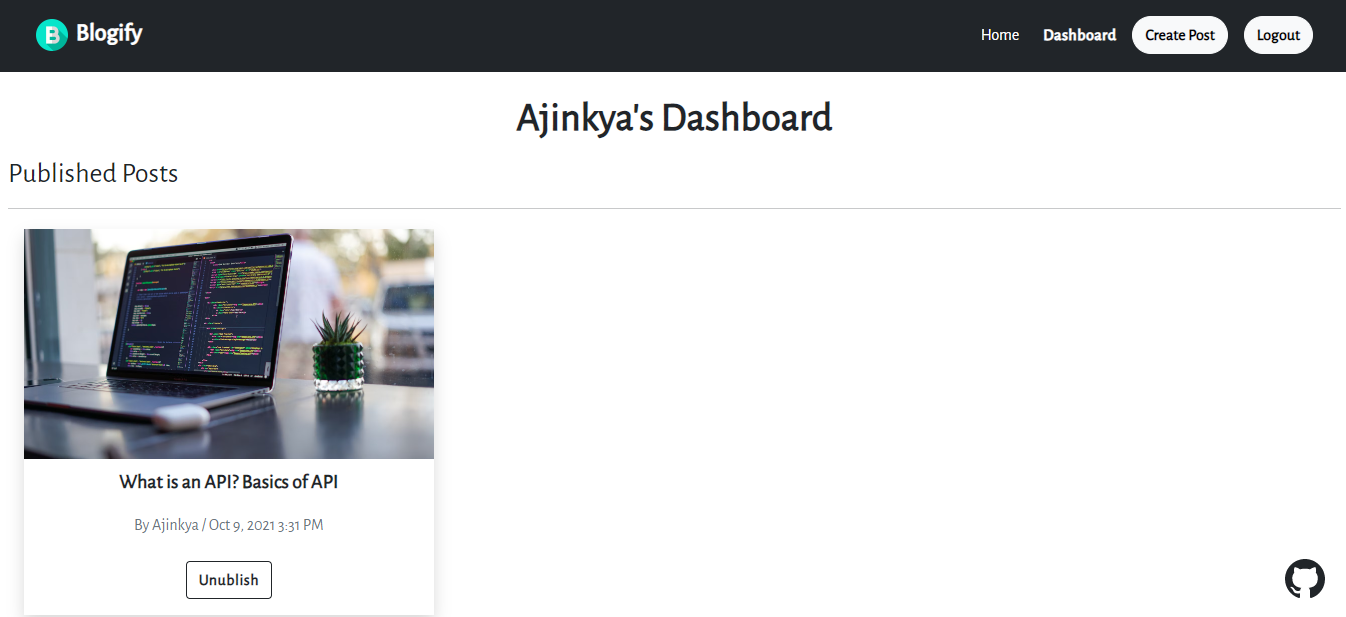 B Blogify
Home Dashboard Create Post Logout
Ajinkya's Dashboard
Published Posts
What is an API? Basics of API
By Ajinkya / Oct 9, 2021 3:31 PM
Unublish